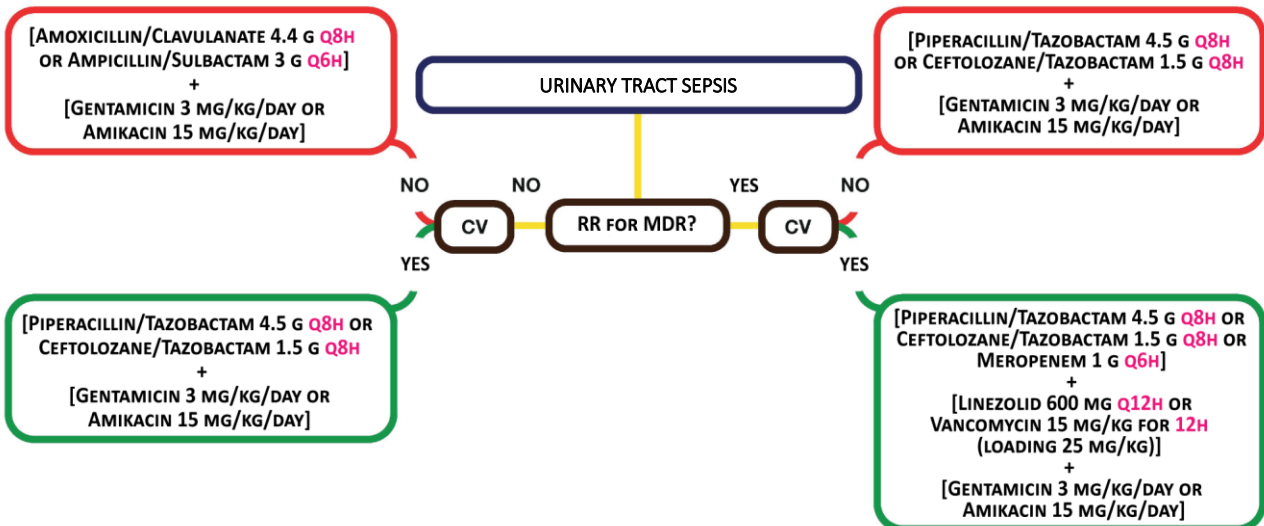 [Amoxicillin/Clavulanate 4.4 g Q8H
or Ampicillin/Sulbactam 3 g Q6H]
+
[Gentamicin 3 mg/kg/day or
Amikacin 15 mg/kg/day]
URINARY TRACT SEPSIS
[Piperacillin/Tazobactam 4.5 g Q8H
or Ceftolozane/Tazobactam 1.5 g Q8H
+
[Gentamicin 3 mg/kg/day or
Amikacin 15 mg/kg/day]
NO
NO
YES
NO
CV
RR for MDR?
CV
YES
YES
[Piperacillin/Tazobactam 4.5 g Q8H or
Ceftolozane/Tazobactam 1.5 g Q8H
+
[Gentamicin 3 mg/kg/day or
Amikacin 15 mg/kg/day]
[Piperacillin/Tazobactam 4.5 g Q8H or
Ceftolozane/Tazobactam 1.5 g Q8H or
Meropenem 1 g Q6H]
+
[Linezolid 600 mg Q12H or
Vancomycin 15 mg/kg for 12H
(loading 25 mg/kg)]
+
[Gentamicin 3 mg/kg/day or
Amikacin 15 mg/kg/day]